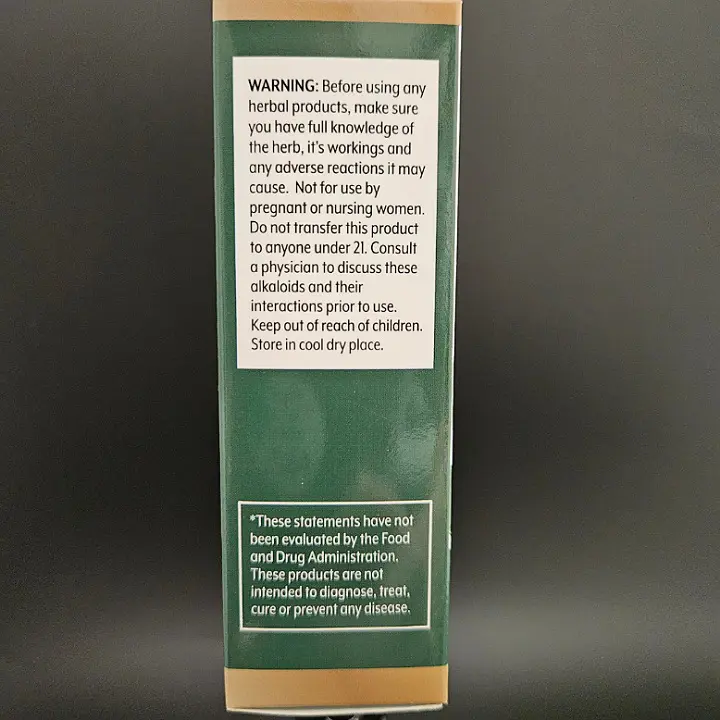 WARNING: Before using any
herbal products, make sure
you have full knowledge of
the herb, it's workings and
any adverse reactions it may
cause. Not for use by
pregnant or nursing women.
Do not transfer this product
to anyone under 21. Consult
a physician to discuss these
alkaloids and their
interactions prior to use.
Keep out of reach of children.
Store in cool dry place.
*These statements have not
been evaluated by the Food
and Drug Administration.
These products are not
intended to diagnose, treat,
cure or prevent any disease.